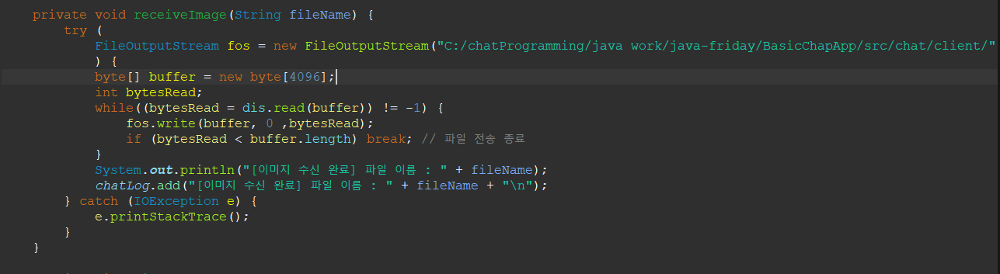 private void receiveImage(String fileName) {
try (
FileOutputStream fos = new FileOutputStream("C:/chatProgramming/java work/java-friday/BasicChapApp/src/chat/client/"
) {
byte[] buffer = new byte[4096];
int bytesRead;
while((bytesRead = dis.read(buffer)) != -1) {
fos.write(buffer, 0 ,bytesRead);
if (bytesRead < buffer.length) break; // 파일 전송 종료
}
System.out.println("[이미지 수신 완료] 파일 이름 : " + fileName);
chatLog.add("[이미지 수신 완료] 파일 이름 : " + fileName + "\n");
} catch (IOException e) {
e.printStackTrace();
}
}